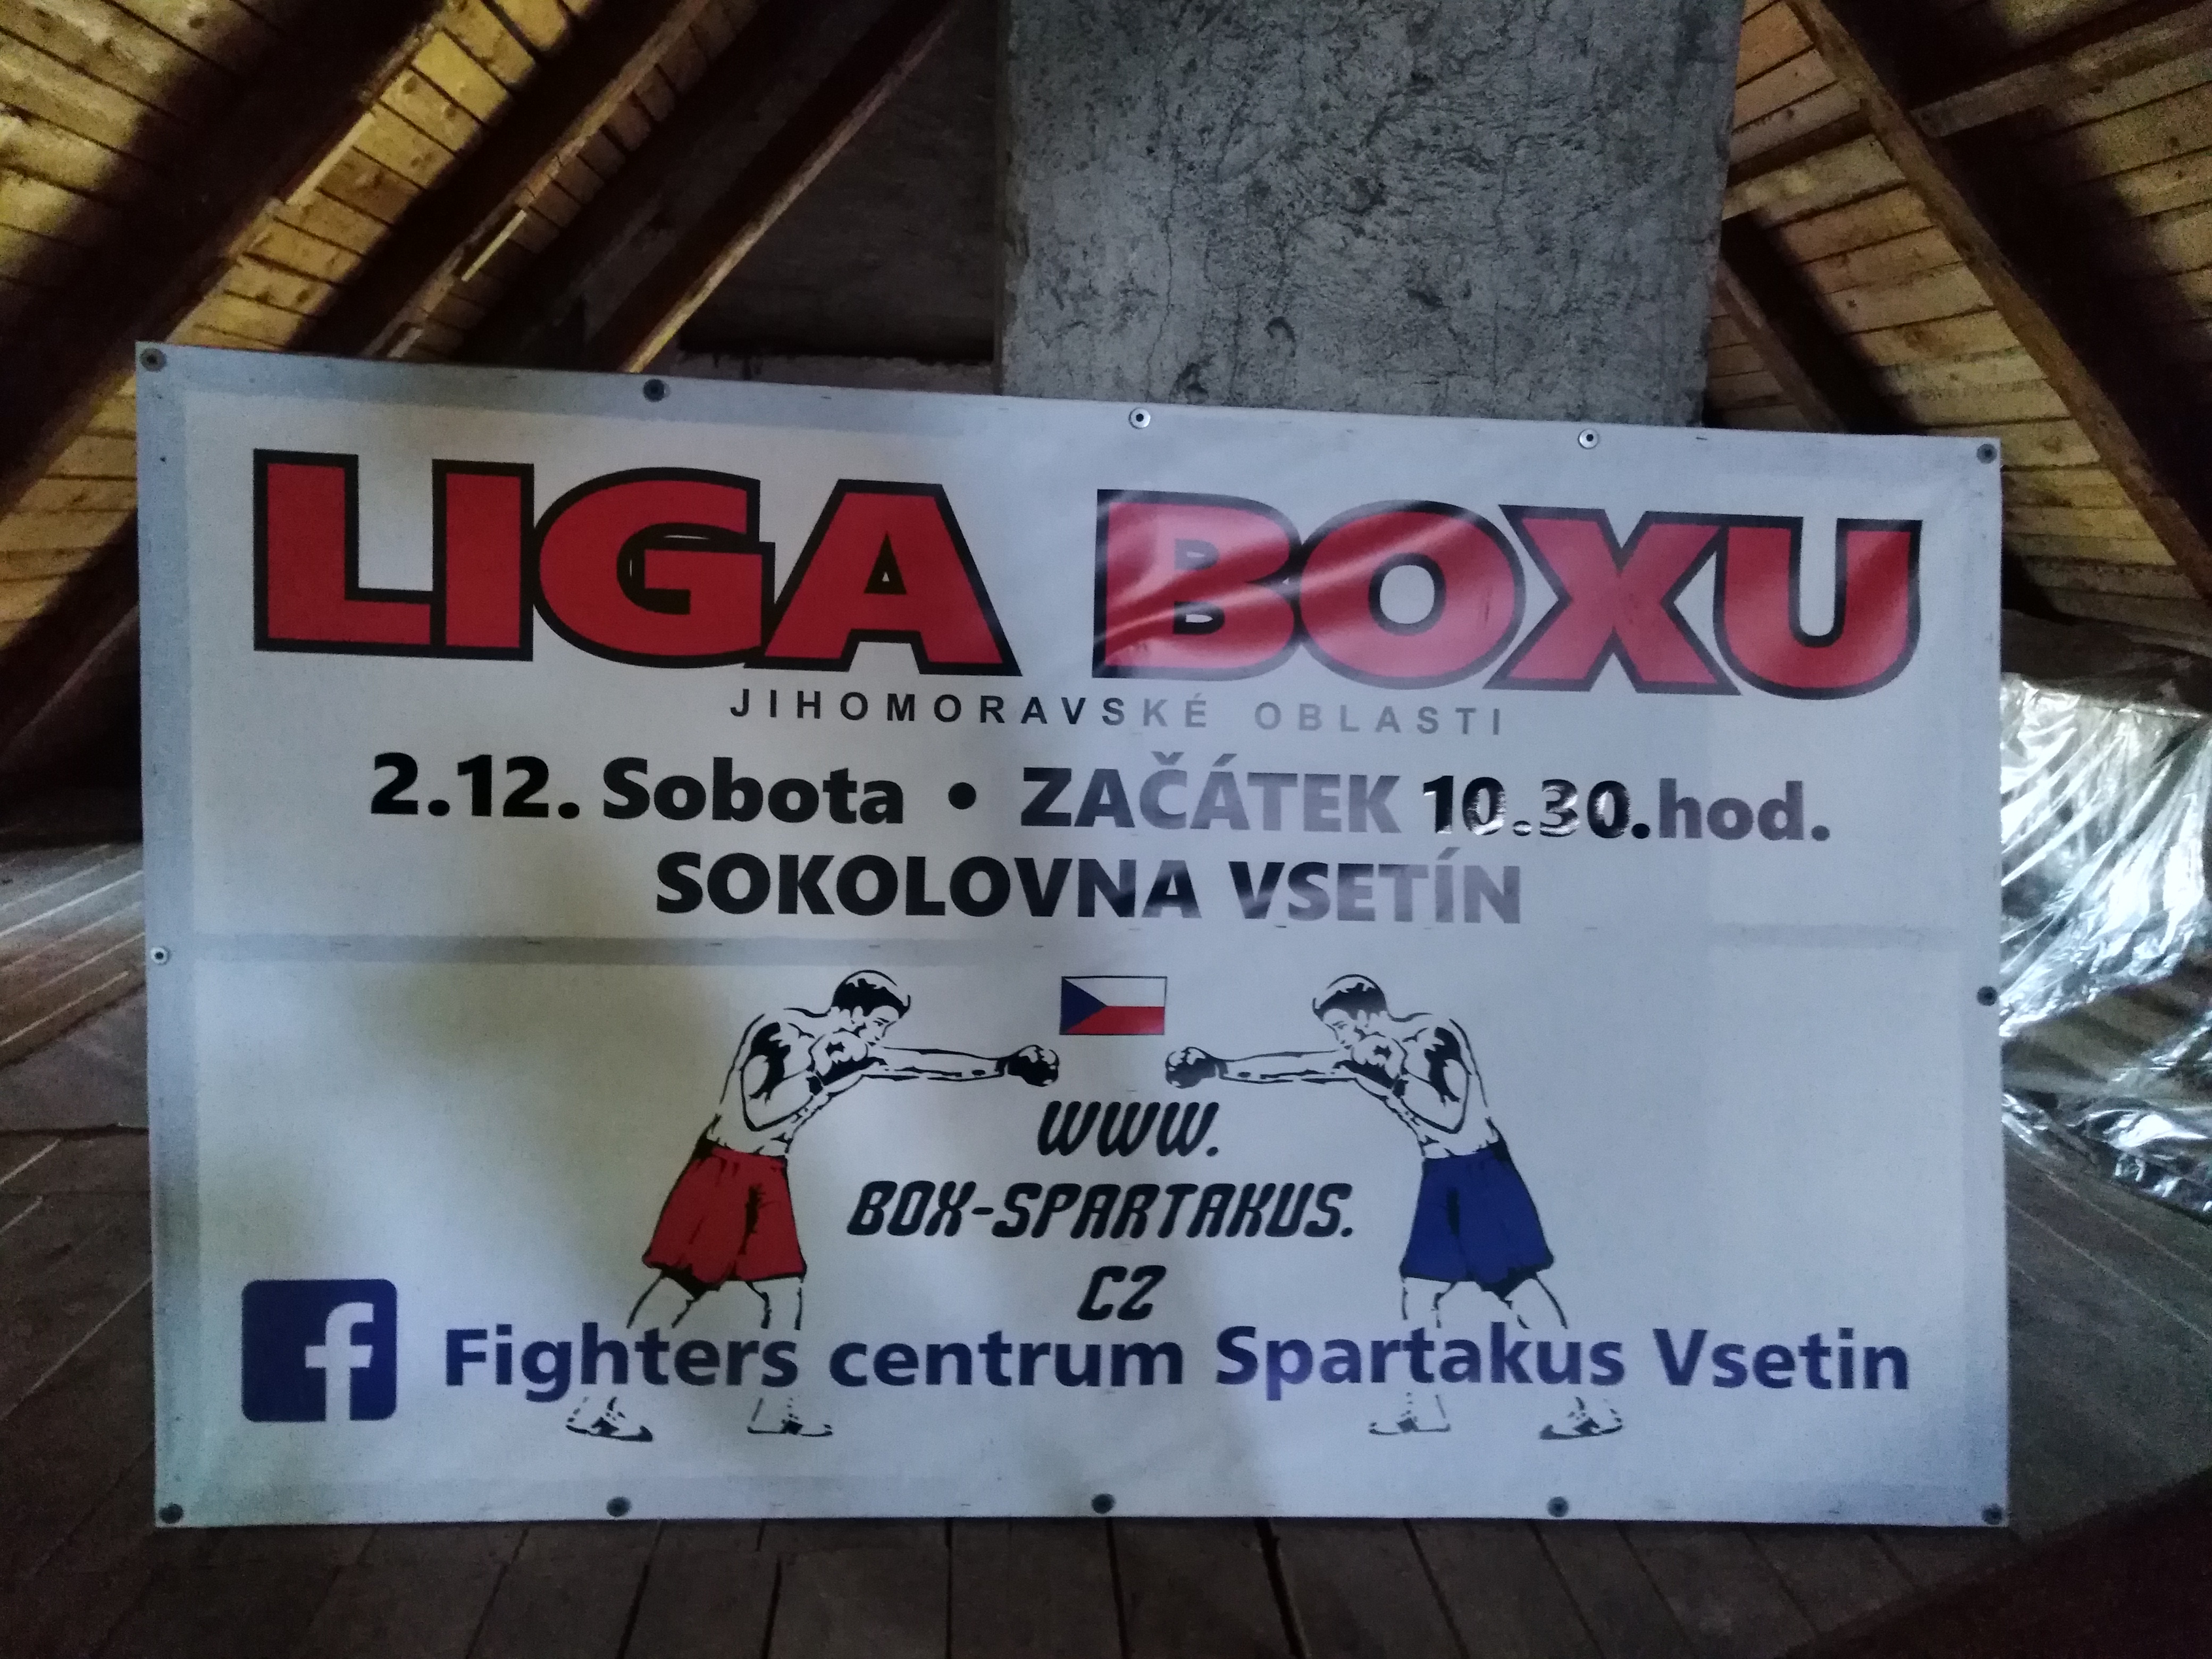 LIGA BOXU
JIHOMORAVSKÉ OBLASTI
2.12. Sobota • ZAČÁTEK 10.30.hod.
SOKOLOVNA VSETÍN
WWW.
BOX-SPARTAKUS.
CZ
f Fighters centrum Spartakus Vsetin